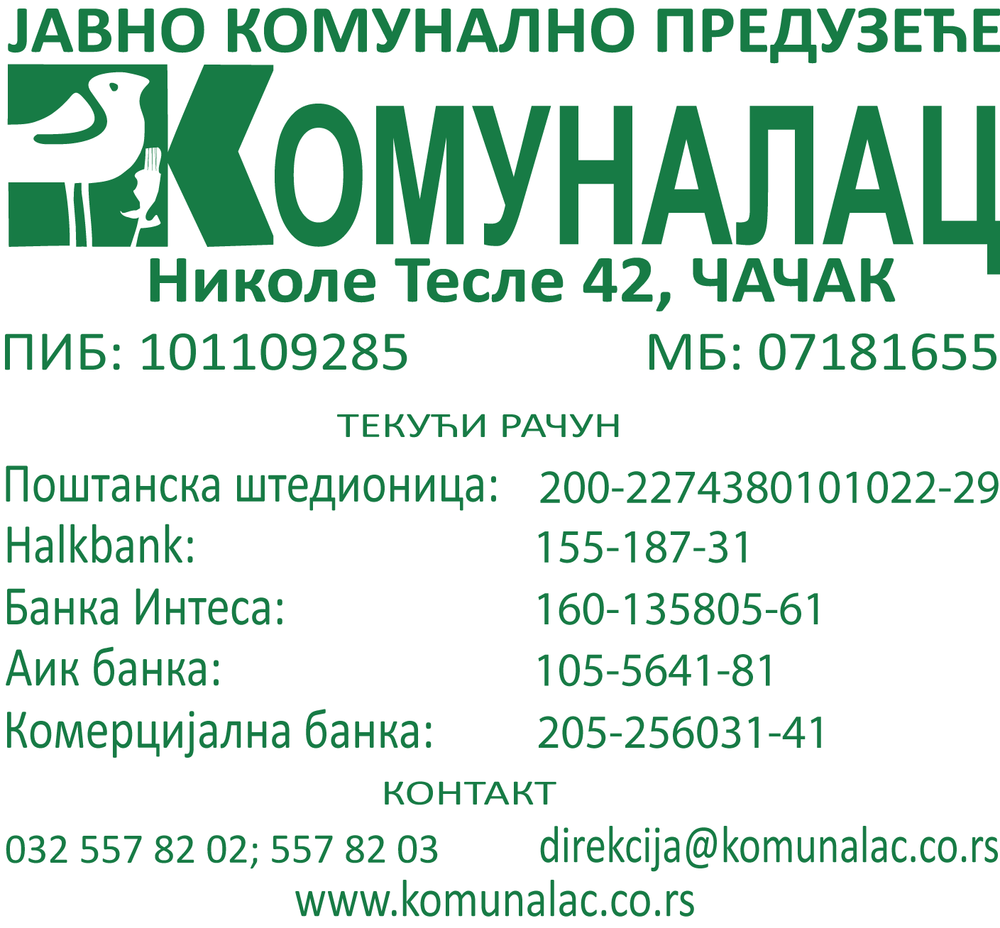 ЈАВНО КОМУНАЛНО ПРЕДУЗЕЋЕ
КОМУНАЛАЦ
Николе Тесле 42, ЧАЧАК
ПИБ: 101109285 МБ: 07181655
ТЕКУЋИ РАЧУН
Поштанска штедионица: 200-2274380101022-29
Halkbank: 155-187-31
Банка Интеса: 160-135805-61
Аик банка: 105-5641-81
Комерцијална банка: 205-256031-41
КОНТАКТ
032 557 82 02; 557 82 03 direkcija@komunalac.co.rs
www.komunalac.co.rs